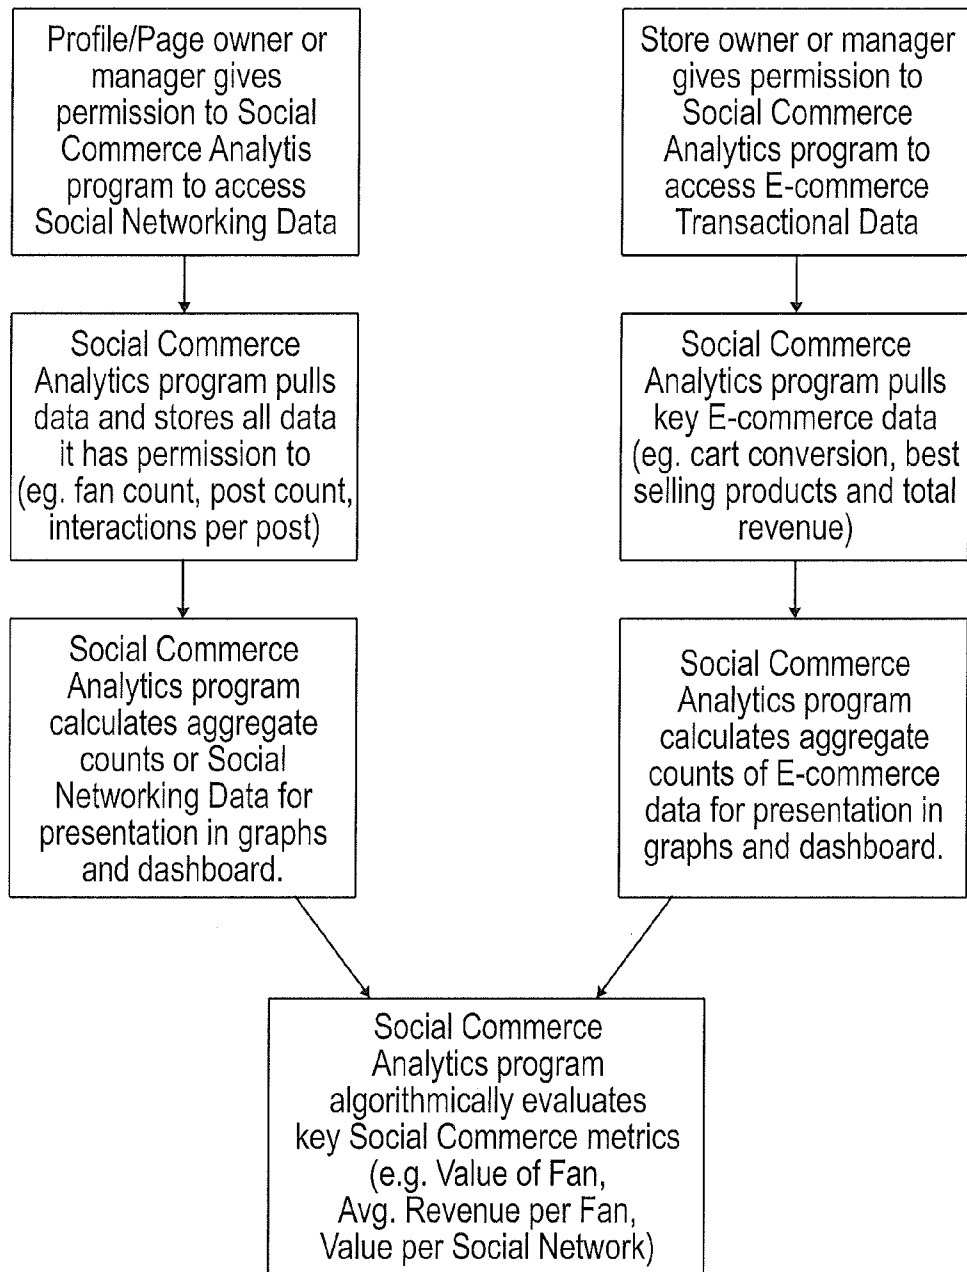 Profile/Page owner or
manager gives
permission to Social
Commerce Analytis
program to access
Social Networking Data
Social Commerce
Analytics program pulls
data and stores all data
it has permission to
(eg. fan count, post count,
interactions per post)
Social Commerce
Analytics program
calculates aggregate
counts or Social
Networking Data for
presentation in graphs
and dashboard.
Store owner or manager
gives permission to
Social Commerce
Analytics program to
access E-commerce
Transactional Data
Social Commerce
Analytics program pulls
key E-commerce data
(eg. cart conversion, best
selling products and total
revenue)
Social Commerce
Analytics program
calculates aggregate
counts of E-commerce
data for presentation in
graphs and dashboard.
Social Commerce
Analytics program
algorithmically evaluates
key Social Commerce metrics
(e.g. Value of Fan,
Avg. Revenue per Fan,
Value per Social Network)